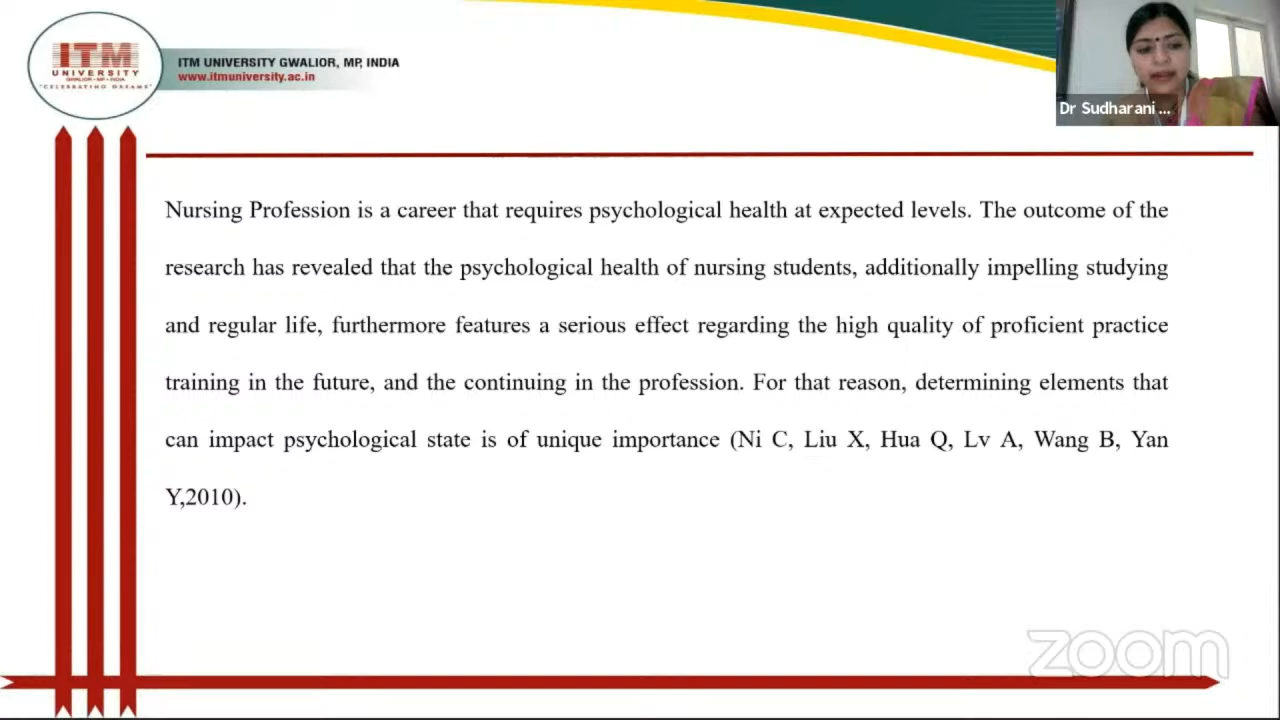 ITM
UNIVERSITY
GWALIOR • MP • INDIA
"CELEBRATING DREAMS"
ITM UNIVERSITY GWALIOR, MP, INDIA
www.itmuniversity.ac.in
Dr Sudharani ...
Nursing Profession is a career that requires psychological health at expected levels. The outcome of the
research has revealed that the psychological health of nursing students, additionally impelling studying
and regular life, furthermore features a serious effect regarding the high quality of proficient practice
training in the future, and the continuing in the profession. For that reason, determining elements that
can impact psychological state is of unique importance (Ni C, Liu X, Hua Q, Lv A, Wang B, Yan
Y,2010).
zoom